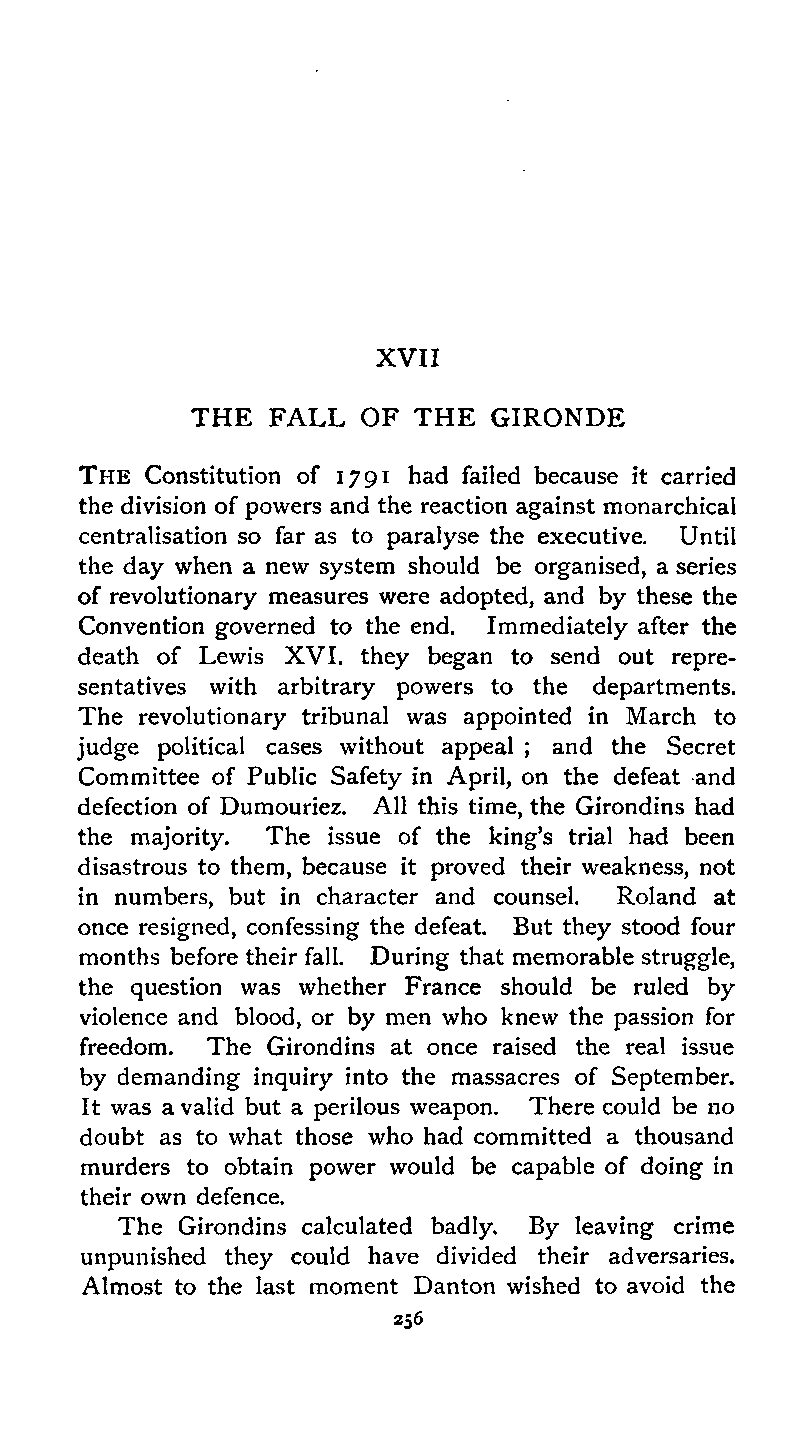 XVII
THE FALL OF THE GIRONDE
THE Constitution of 1791 had failed because it carried
the division of powers and the reaction against monarchical
centralisation so far as to paralyse the executive. Until
the day when a new system should be organised, a series
of revolutionary measures were adopted, and by these the
Convention governed to the end. Immediately after the
death of Lewis XVI. they began to send out repre-
sentatives with arbitrary powers to the departments.
The revolutionary tribunal was appointed in March to
judge political cases without appeal ; and the Secret
Committee of Public Safety in April, on the defeat and
defection of Dumouriez. All this time, the Girondins had
the majority. The issue of the king's trial had been
disastrous to them, because it proved their weakness, not
in numbers, but in character and counsel. Roland at
once resigned, confessing the defeat. But they stood four
months before their fall. During that memorable struggle,
the question was whether France should be ruled by
violence and blood, or by men who knew the passion for
freedom. The Girondins at once raised the real issue
by demanding inquiry into the massacres of September.
It was a valid but a perilous weapon. There could be no
doubt as to what those who had committed a thousand
murders to obtain power would be capable of doing in
their own defence.
The Girondins calculated badly. By leaving crime
unpunished they could have divided their adversaries.
Almost to the last moment Danton wished to avoid the
256